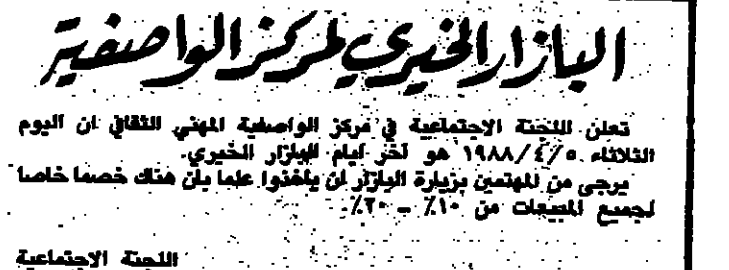 البازار الخيري لمركز الواصفية
تعلن اللجنة الاجتماعية في مركز الواصفية المهني الثقافي ان اليوم
الثلاثاء ١٩٨٨/٤/٥ هو آخر ايام البازار الخيري.
يرجى من المهتمين بزيارة البازار ان ياخذوا علما بان هناك خصما خاصا
لجميع المبيعات من ١٠٪ ـ ٢٠٪.
اللجنة الاجتماعية